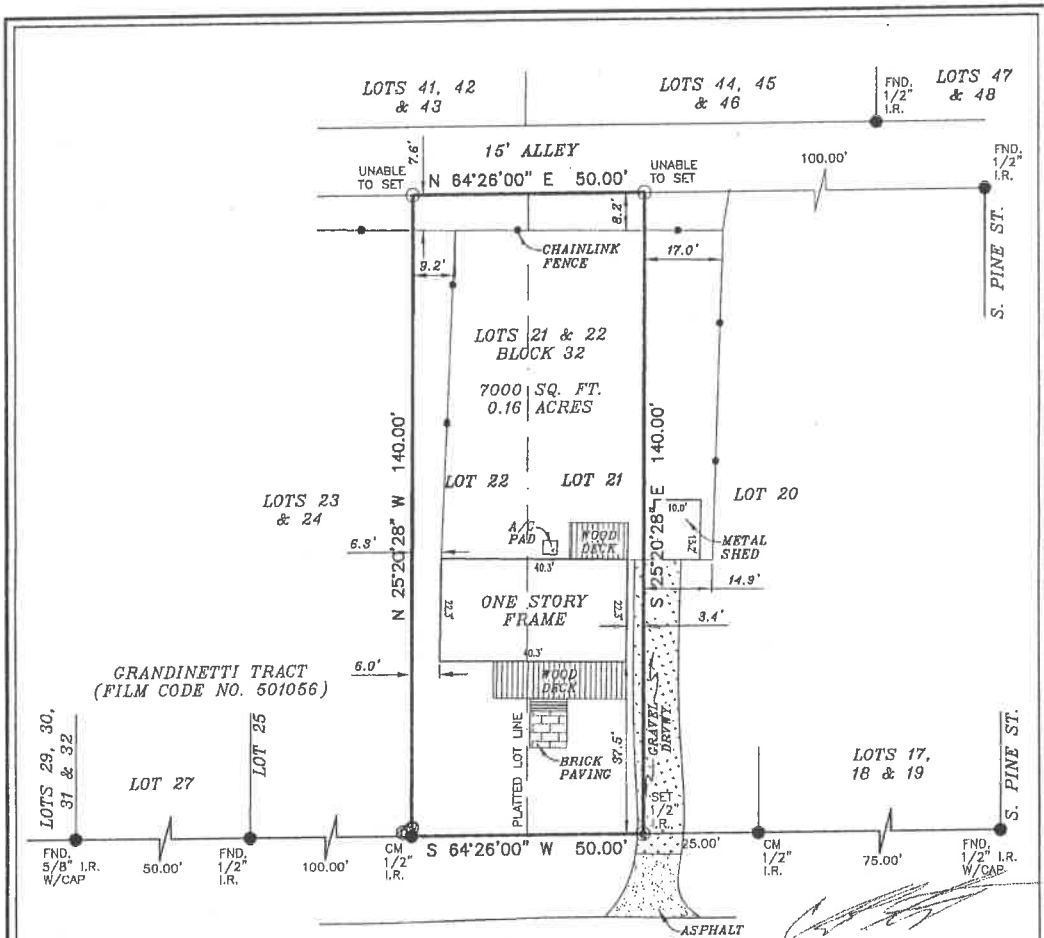 LOTS 41, 42
& 43
LOTS 44, 45
& 46
FND.
1/2"
I.R.
LOTS 47
& 48
15' ALLEY
7.6'
UNABLE
TO SET
N 64°26'00" E 50.00'
UNABLE
TO SET
100.00'
FND.
1/2"
I.R.
8.2'
S. PINE ST.
CHAINLINK
FENCE
9.2'
17.0'
LOTS 21 & 22
BLOCK 32
7000 SQ. FT.
0.16 ACRES
N 25°20'28" W 140.00'
S 25°20'28" E 140.00'
LOT 22
LOT 21
LOT 20
LOTS 23
& 24
A/C
PAD
WOOD
DECK
10.0'
13.2'
METAL
SHED
6.3'
40.3'
14.9'
22.3'
ONE STORY
FRAME
22.3'
3.4'
40.3'
6.0'
GRANDINETTI TRACT
(FILM CODE NO. 501056)
WOOD
DECK
GRAVEL
DRVWY.
PLATTED LOT LINE
37.5'
BRICK
PAVING
LOTS 29, 30,
31 & 32
LOT 27
LOT 25
LOTS 17,
18 & 19
S. PINE ST.
SET
1/2"
I.R.
FND.
5/8" I.R.
W/CAP
50.00'
FND.
1/2"
I.R.
100.00'
CM
1/2"
I.R.
S 64°26'00" W 50.00'
25.00'
CM
1/2"
I.R.
75.00'
FND.
1/2" I.R.
W/CAP
ASPHALT